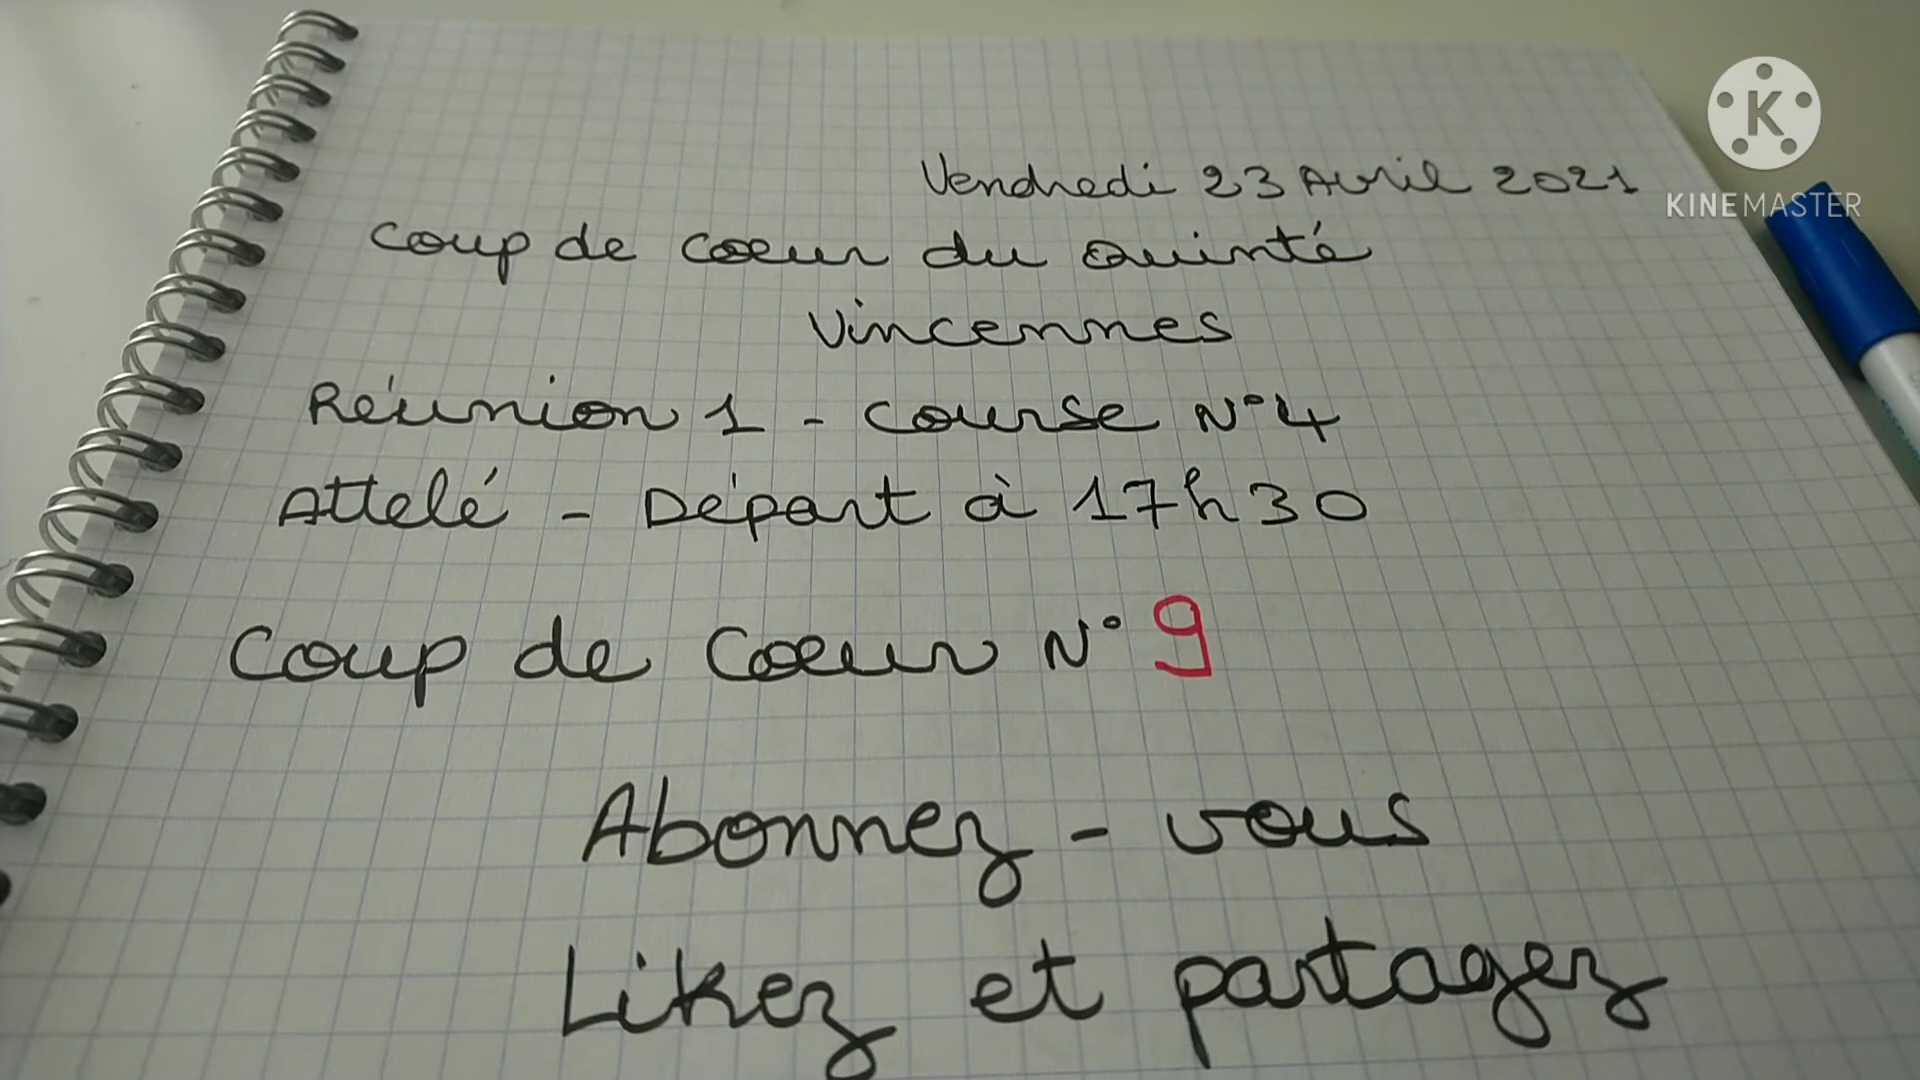 Vendredi 23 Avril 2021
Coup de coeur du Quinté
Vincennes
Réunion 1 - Course N°4
Attelé - Départ à 17h30
Coup de Coeur N° 9
Abonnez-vous
Likez et partagez
K
KINEMASTER